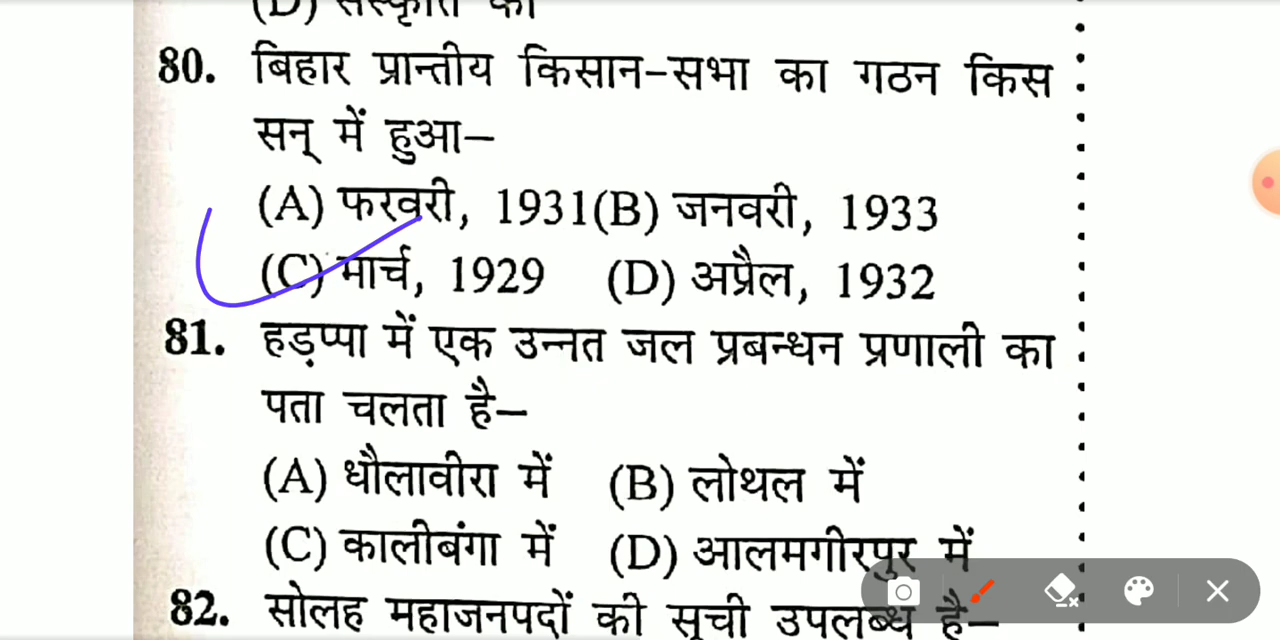 (D) संस्कृति की
80. बिहार प्रान्तीय किसान-सभा का गठन किस
सन् में हुआ–
(A) फरवरी, 1931(B) जनवरी, 1933
(C) मार्च, 1929 (D) अप्रैल, 1932
81. हड़प्पा में एक उन्नत जल प्रबन्धन प्रणाली का
पता चलता है–
(A) धौलावीरा में (B) लोथल में
(C) कालीबंगा में (D) आलमगीरपुर में
82. सोलह महाजनपदों की सूची उपलब्ध है–